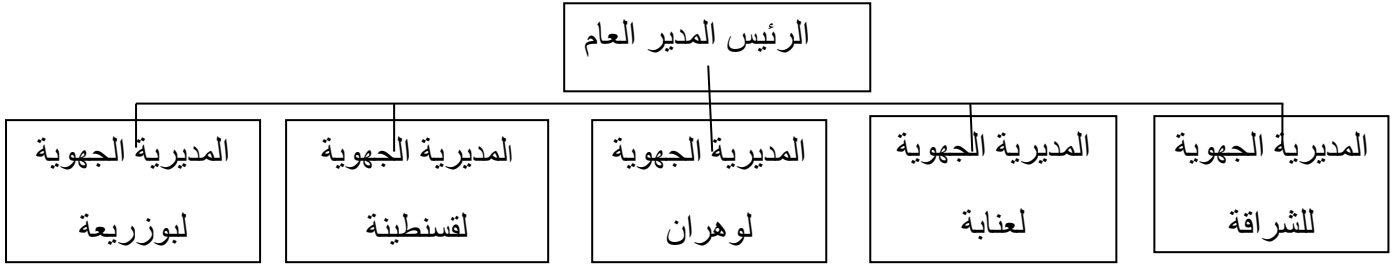 الرئيس المدير العام
المديرية الجهوية
للشراقة
المديرية الجهوية
لعنابة
المديرية الجهوية
لوهران
المديرية الجهوية
لقسنطينة
المديرية الجهوية
لبوزريعة